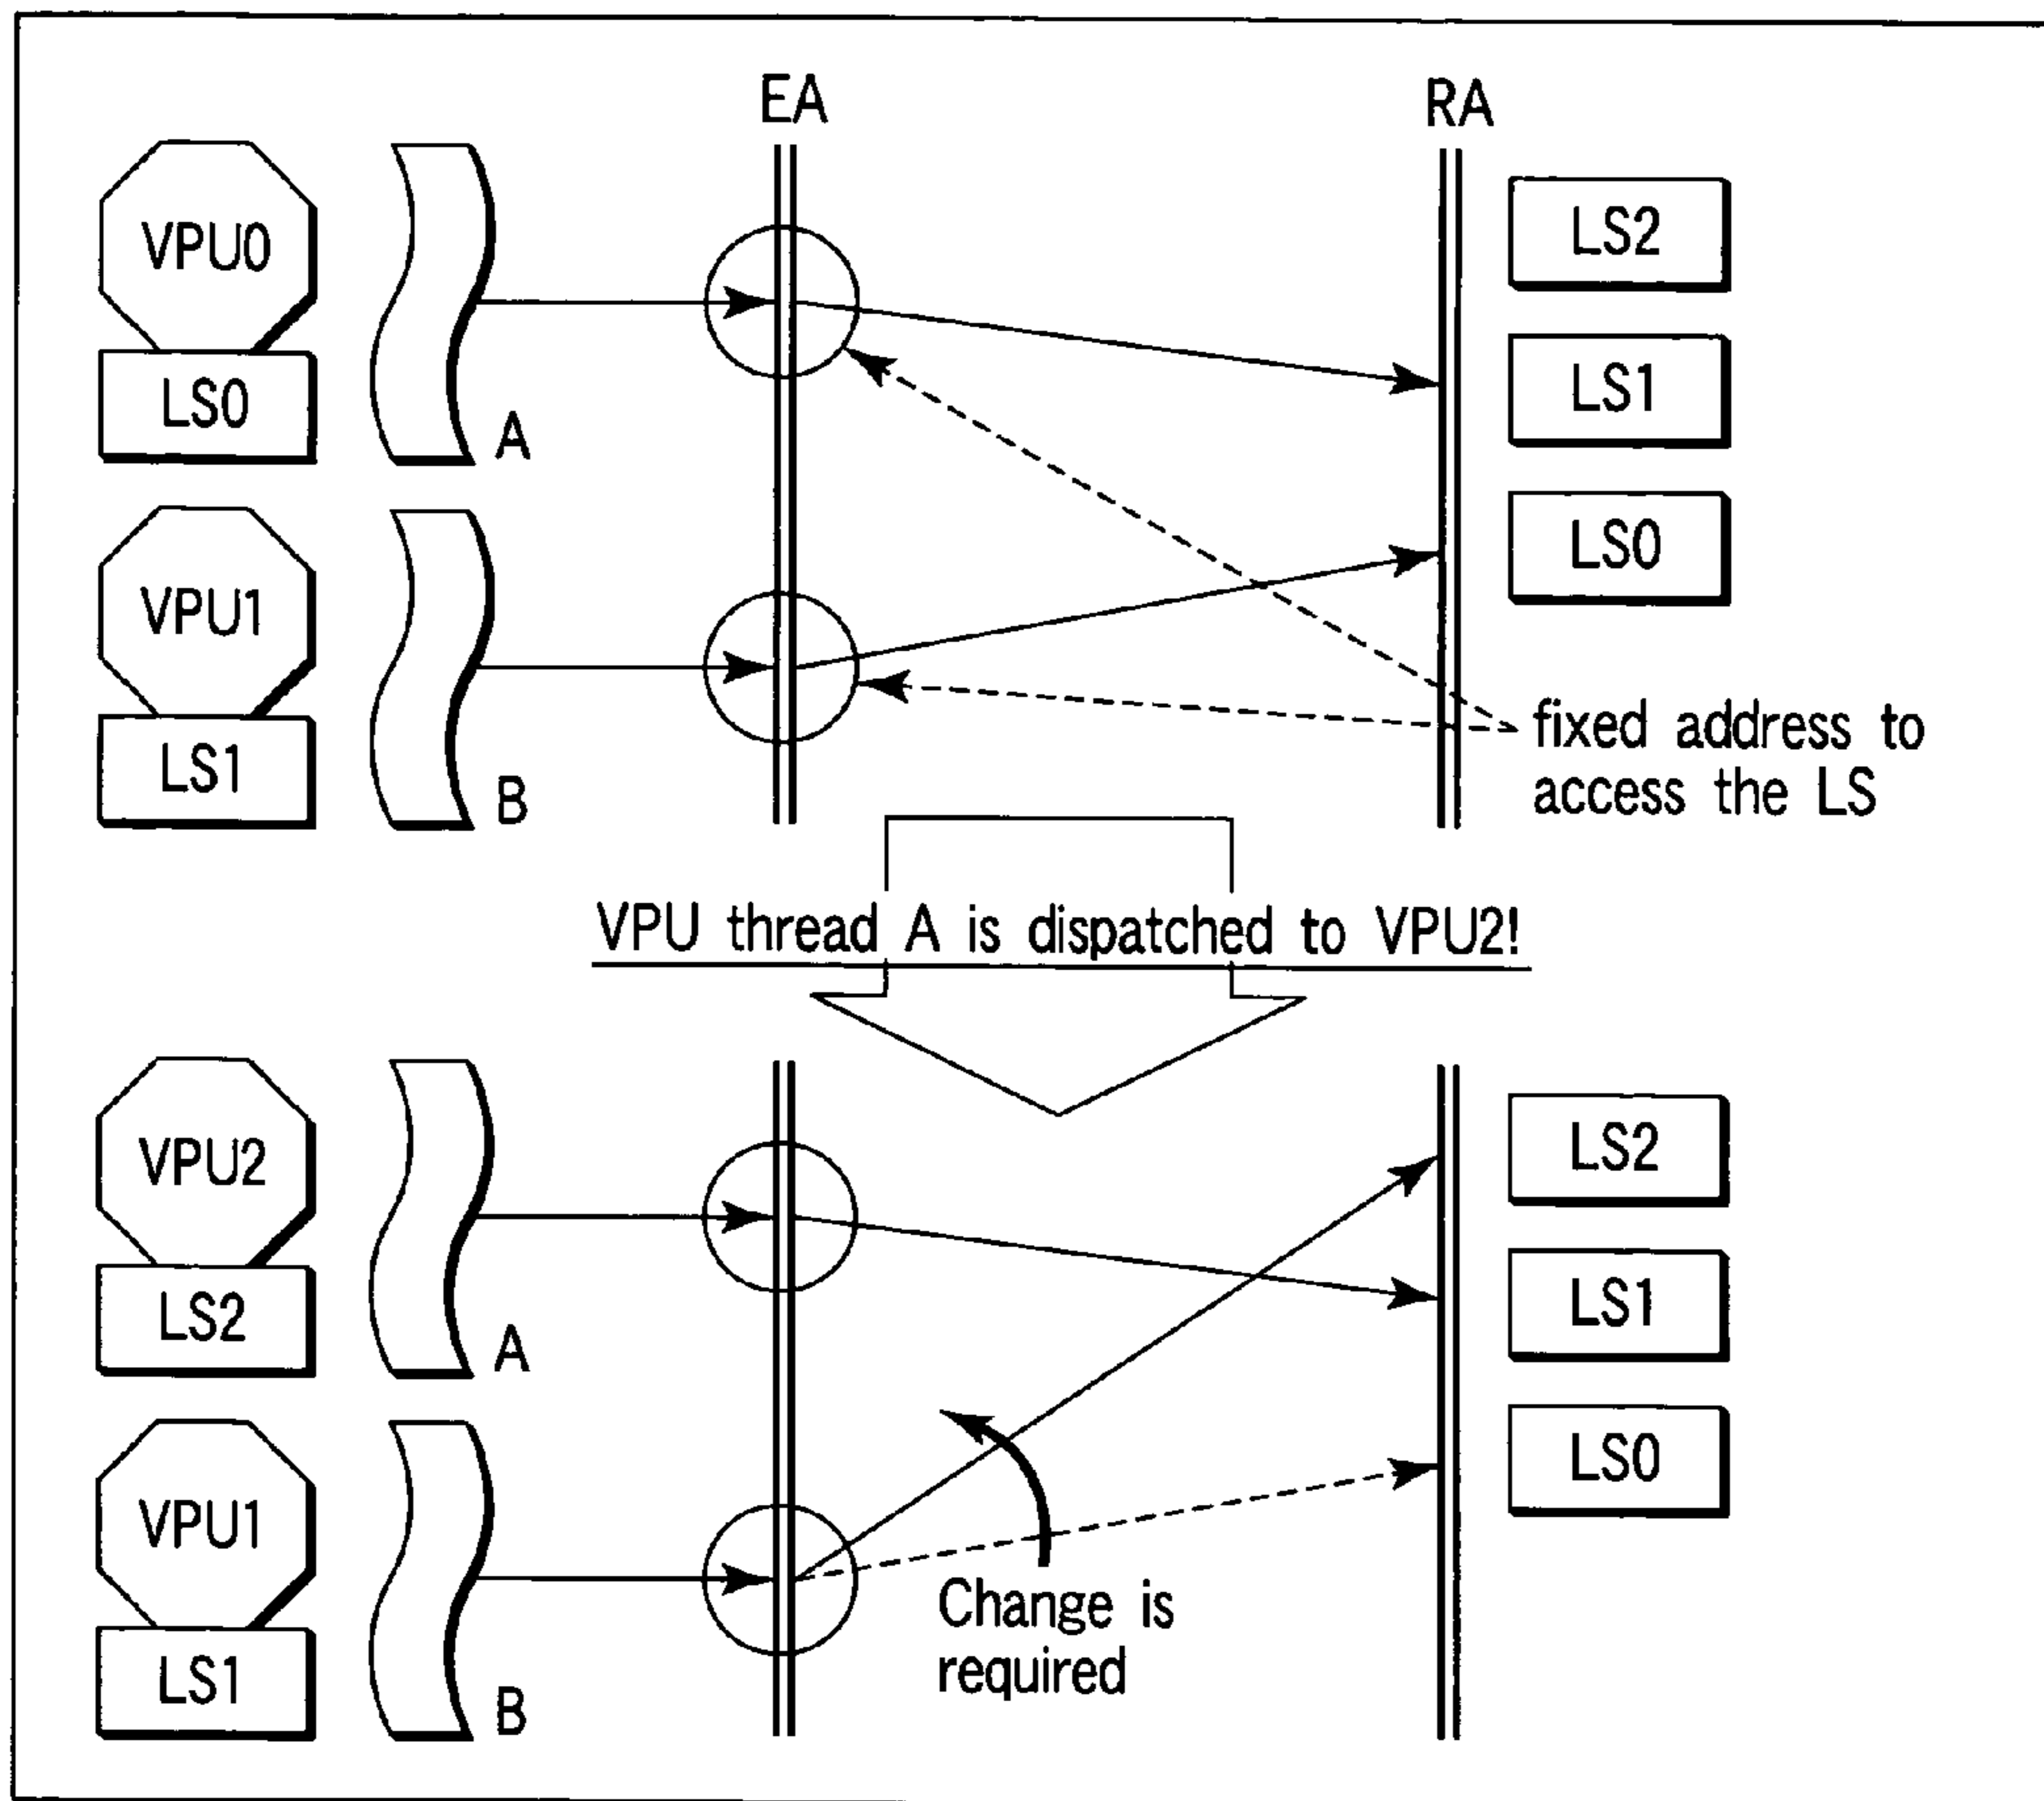 EA
RA
VPU0
LS0
A
LS2
LS1
LS0
VPU1
LS1
B
fixed address to
access the LS
VPU thread A is dispatched to VPU2!
VPU2
LS2
A
LS2
LS1
LS0
VPU1
LS1
B
Change is
required